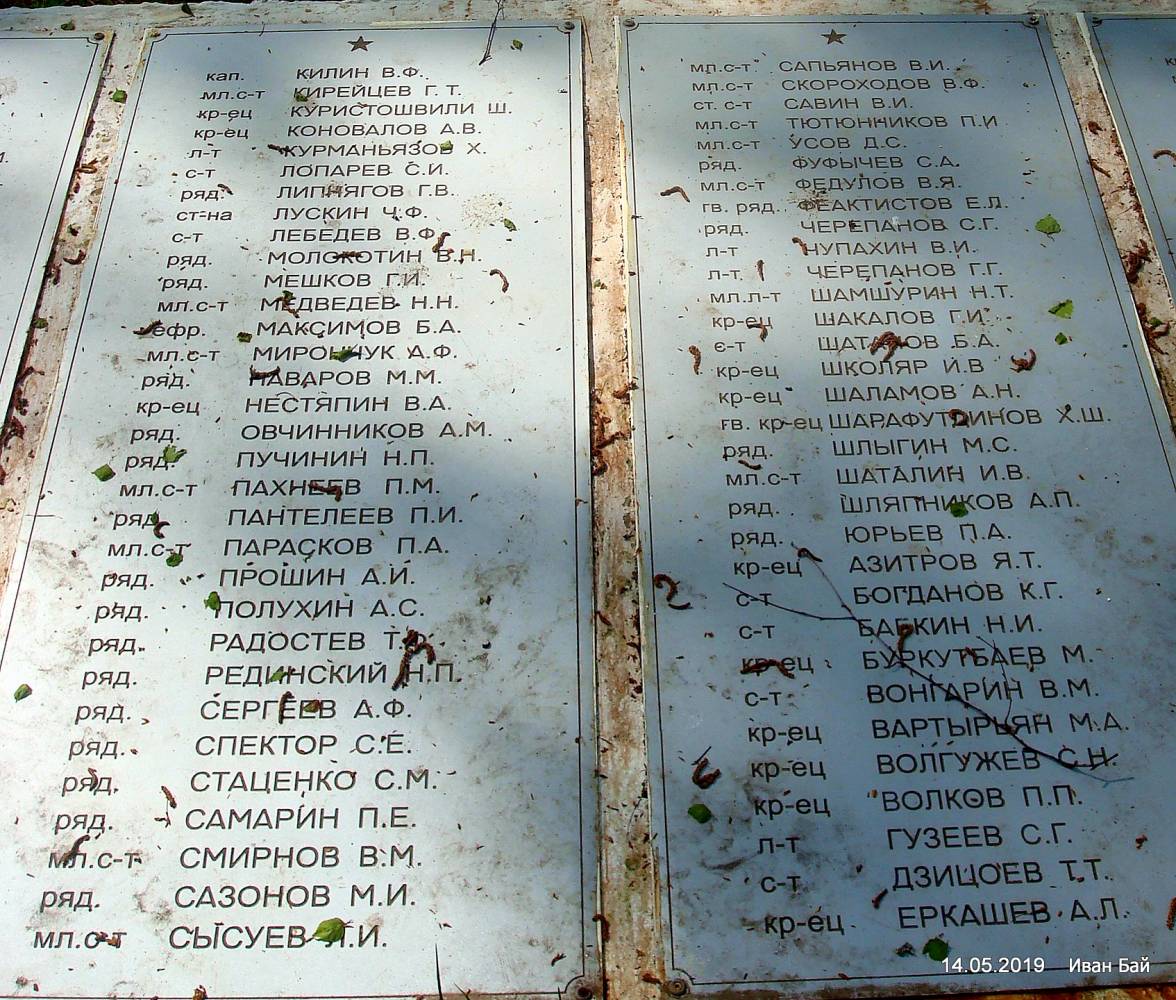 кап. КИЛИН В.Ф.
мл.с-т КИРЕЙЦЕВ Г.Т.
кр-ец КУРИСТОШВИЛИ Ш.
кр-ец КОНОВАЛОВ А.В.
л-т КУРМАНЬЯЗОВ Х.
с-т ЛОПАРЕВ С.И.
ряд. ЛИПНЯГОВ Г.В.
ст-на ЛУСКИН Ч.Ф.
с-т ЛЕБЕДЕВ В.Ф.
ряд. МОЛОКОТИН В.Н.
ряд. МЕШКОВ Г.И.
мл.с-т МЕДВЕДЕВ Н.Н.
ефр. МАКСИМОВ Б.А.
мл.с-т МИРОНЧУК А.Ф.
ряд. НАВАРОВ М.М.
кр-ец НЕСТЯПИН В.А.
ряд. ОВЧИННИКОВ А.М.
ряд. ПУЧИНИН Н.П.
мл.с-т ПАХНЕЕВ П.М.
ряд. ПАНТЕЛЕЕВ П.И.
мл.с-т ПАРАСКОВ П.А.
ряд. ПРОШИН А.И.
ряд. ПОЛУХИН А.С.
ряд. РАДОСТЕВ
ряд. РЕДИНСКИЙ Н.П.
ряд. СЕРГЕЕВ А.Ф.
ряд. СПЕКТОР С.Е.
ряд. СТАЦЕНКО С.М.
ряд. САМАРИН П.Е.
мл.с-т СМИРНОВ В.М.
ряд. САЗОНОВ М.И.
мл.с-т СЫСУЕВ
мл.с-т САПЬЯНОВ В.И.
мл.с-т СКОРОХОДОВ В.Ф.
ст. с-т САВИН В.И.
мл.с-т ТЮТЮННИКОВ П.И
мл.с-т УСОВ Д.С.
ряд. ФУФЫЧЕВ С.А.
мл.с-т ФЕДУЛОВ В.Я.
гв. ряд. ФЕАКТИСТОВ Е.Л.
ряд. ЧЕРЕПАНОВ С.Г.
л-т ЧУПАХИН В.И.
л-т. ЧЕРЕПАНОВ Г.Г.
мл.л-т ШАМШУРИН Н.Т.
кр-ец ШАКАЛОВ Г.И.
с-т Б.А.
кр-ец ШКОЛЯР И.В
кр-ец ШАЛАМОВ А.Н.
гв. кр-ец ШАРАФУТДИНОВ Х.Ш.
ряд. ШЛЫГИН М.С.
мл.с-т ШАТАЛИН И.В.
ряд. ШЛЯПНИКОВ А.П.
ряд. ЮРЬЕВ П.А.
кр-ец АЗИТРОВ Я.Т.
с-т БОГДАНОВ К.Г.
с-т БАБКИН Н.И.
кр-ец БУРКУТБАЕВ М.
с-т ВОНГАРИН В.М.
кр-ец ВАРТЫРЬЯН М.А.
кр-ец ВОЛГУЖЕВ С.Н.
кр-ец ВОЛКОВ П.П.
л-т ГУЗЕЕВ С.Г.
с-т ДЗИЦОЕВ Т.Т.
кр-ец ЕРКАШЕВ А.Л.
14.05.2019 Иван Бай